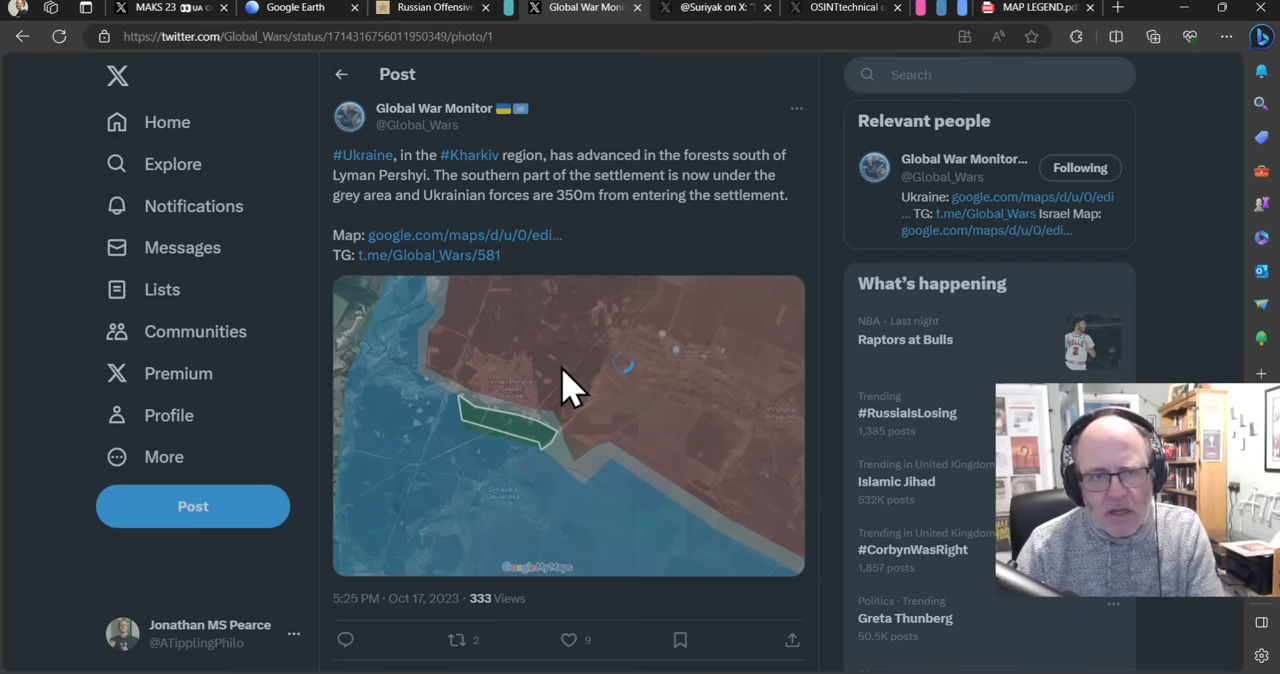 MAKS 23
Google Earth
Russian Offensive
Global War Moni
@Suriyak on X: "
OSINTtechnical
MAP LEGEND.pd
https://twitter.com/Global_Wars/status/1714316756011950349/photo/1
Home
Explore
Notifications
Messages
Lists
Communities
Premium
Profile
More
Post
Jonathan MS Pearce
@ATipplingPhilo
Post
Global War Monitor
@Global_Wars
#Ukraine, in the #Kharkiv region, has advanced in the forests south of
Lyman Pershyi. The southern part of the settlement is now under the
grey area and Ukrainian forces are 350m from entering the settlement.
Map: google.com/maps/d/u/0/edi...
TG: t.me/Global_Wars/581
Lyman Pershyi
Google My Maps
5:25 PM · Oct 17, 2023 · 333 Views
2
9
Search
Relevant people
Global War Monitor...
@Global_Wars
Following
Ukraine: google.com/maps/d/u/0/edi
... TG: t.me/Global_Wars Israel Map:
google.com/maps/d/u/0/edi...
What's happening
NBA · Last night
Raptors at Bulls
Trending
#RussiaIsLosing
1,385 posts
Trending in United Kingdom
Islamic Jihad
532K posts
Trending in United Kingdom
#CorbynWasRight
1,857 posts
Politics · Trending
Greta Thunberg
50.5K posts